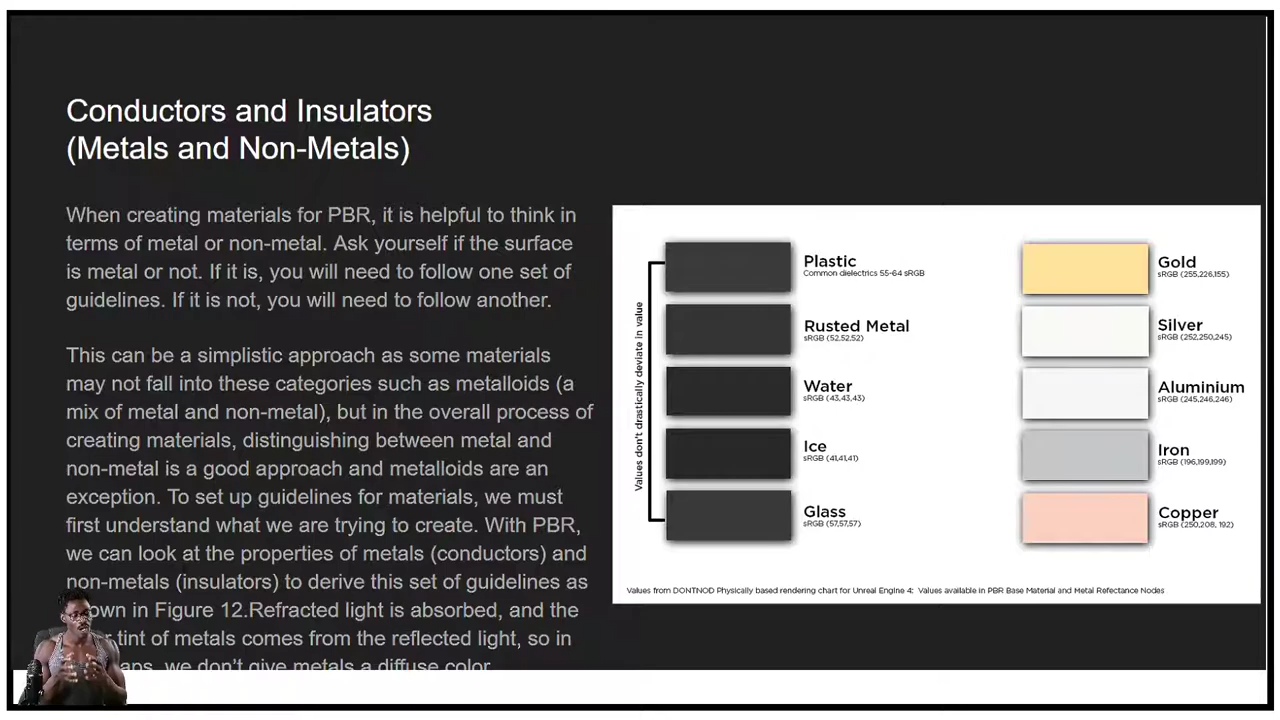 Conductors and Insulators
(Metals and Non-Metals)
When creating materials for PBR, it is helpful to think in
terms of metal or non-metal. Ask yourself if the surface
is metal or not. If it is, you will need to follow one set of
guidelines. If it is not, you will need to follow another.
This can be a simplistic approach as some materials
may not fall into these categories such as metalloids (a
mix of metal and non-metal), but in the overall process of
creating materials, distinguishing between metal and
non-metal is a good approach and metalloids are an
exception. To set up guidelines for materials, we must
first understand what we are trying to create. With PBR,
we can look at the properties of metals (conductors) and
non-metals (insulators) to derive this set of guidelines as
in Figure 12.Refracted light is absorbed, and the
tint of metals comes from the reflected light, so in
we don't give metals a diffuse color
Values don't drastically deviate in value
Plastic
Common dielectrics 55-64 sRGB
Rusted Metal
sRGB (52,52,52)
Water
sRGB (43,43,43)
Ice
sRGB (41,41,41)
Glass
sRGB (57,57,57)
Gold
sRGB (255,226,155)
Silver
sRGB (252,250,245)
Aluminium
sRGB (245,246,246)
Iron
sRGB (196,199,199)
Copper
sRGB (250,208, 192)
Values from DONTNOD Physically based rendering chart for Unreal Engine 4; Values available in PBR Base Material and Metal Refectance Nodes